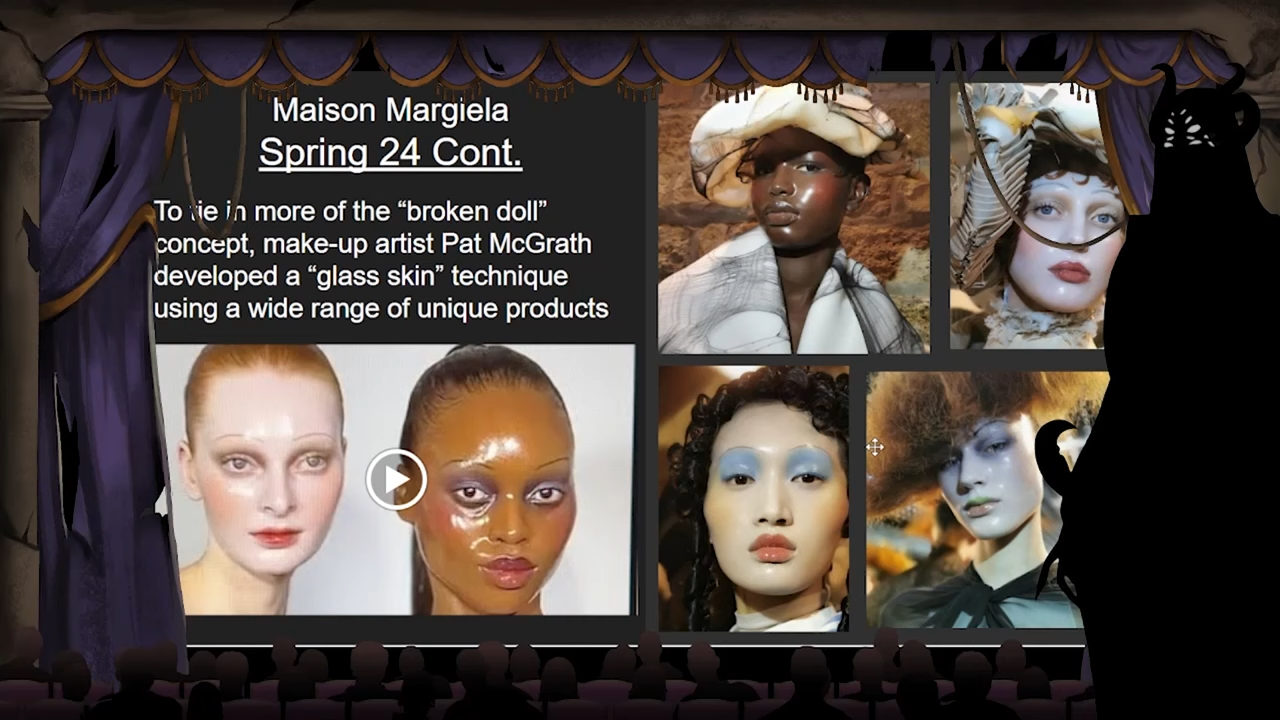 Maison Margiela
Spring 24 Cont.
To tie in more of the “broken doll”
concept, make-up artist Pat McGrath
developed a “glass skin” technique
using a wide range of unique products